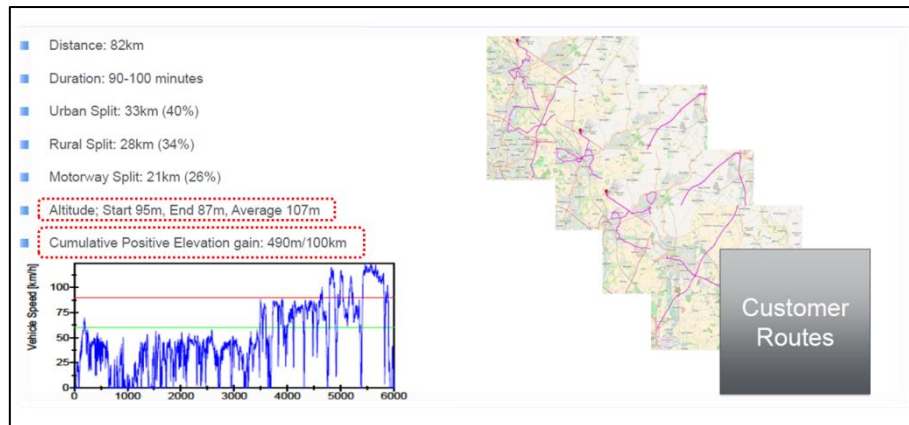 Distance: 82km
Duration: 90-100 minutes
Urban Split: 33km (40%)
Rural Split: 28km (34%)
Motorway Split: 21km (26%)
Altitude; Start 95m, End 87m, Average 107m
Cumulative Positive Elevation gain: 490m/100km
Vehicle Speed [km/h]
100
75
50
25
0
0 1000 2000 3000 4000 5000 6000
Customer
Routes